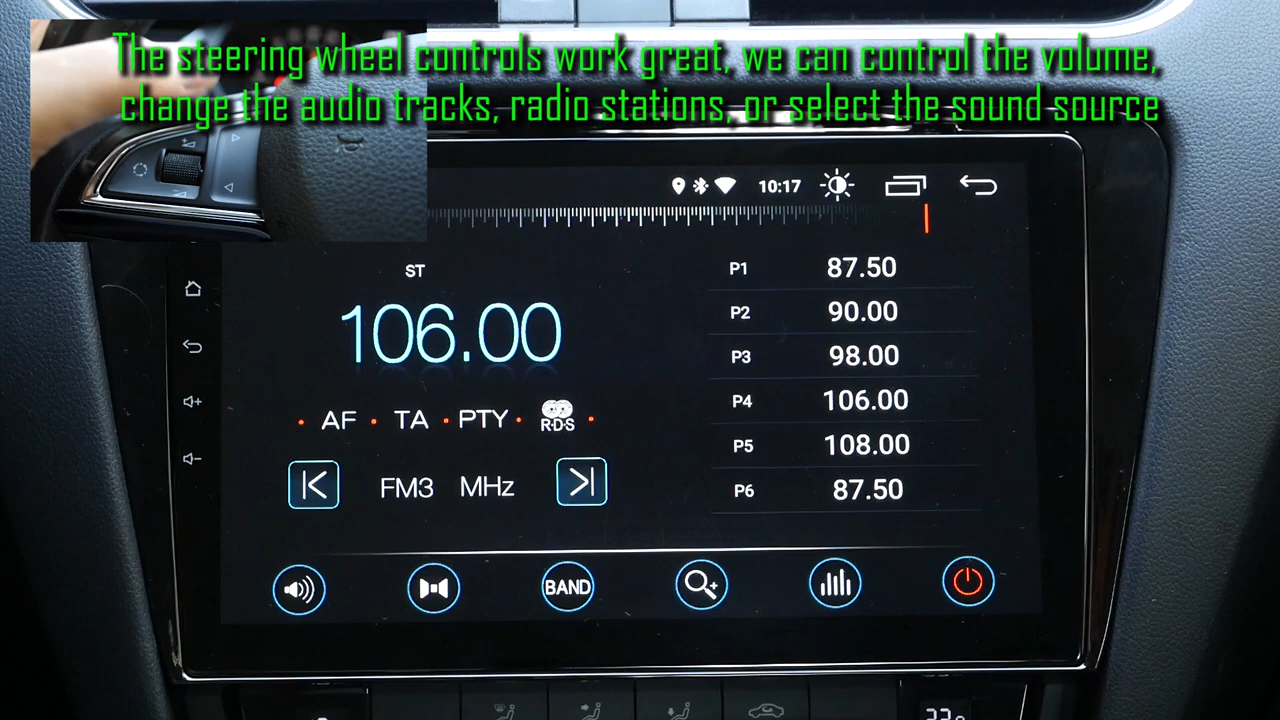 The steering wheel controls work great, we can control the volume,
change the audio tracks, radio stations, or select the sound source
10:17
ST
106.00
AF TA PTY R·D·S
FM3 MHz
P1 87.50
P2 90.00
P3 98.00
P4 106.00
P5 108.00
P6 87.50
BAND